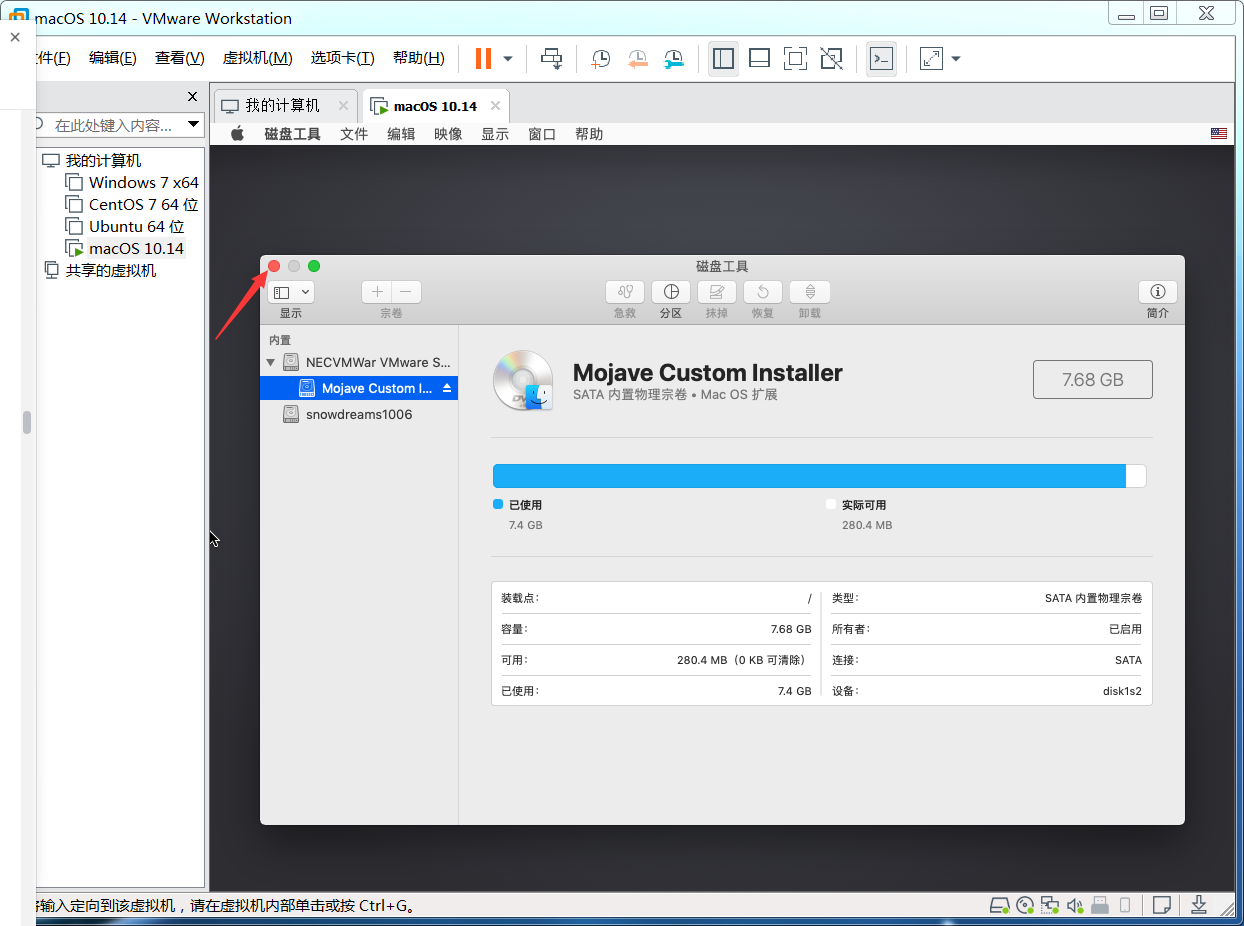 macOS 10.14 - VMware Workstation
件(F) 编辑(E) 查看(V) 虚拟机(M) 选项卡(T) 帮助(H)
我的计算机
macOS 10.14
在此处键入内容...
我的计算机
Windows 7 x64
CentOS 7 64 位
Ubuntu 64 位
macOS 10.14
共享的虚拟机
磁盘工具 文件 编辑 映像 显示 窗口 帮助
磁盘工具
显示 宗卷 急救 分区 抹掉 恢复 卸载 简介
内置
NECVMWar VMware S...
Mojave Custom I...
snowdreams1006
Mojave Custom Installer
SATA 内置物理宗卷 • Mac OS 扩展
7.68 GB
已使用
7.4 GB
实际可用
280.4 MB
装载点: /
类型: SATA 内置物理宗卷
容量: 7.68 GB
所有者: 已启用
可用: 280.4 MB（0 KB 可清除）
连接: SATA
已使用: 7.4 GB
设备: disk1s2
将输入定向到该虚拟机，请在虚拟机内部单击或按 Ctrl+G。